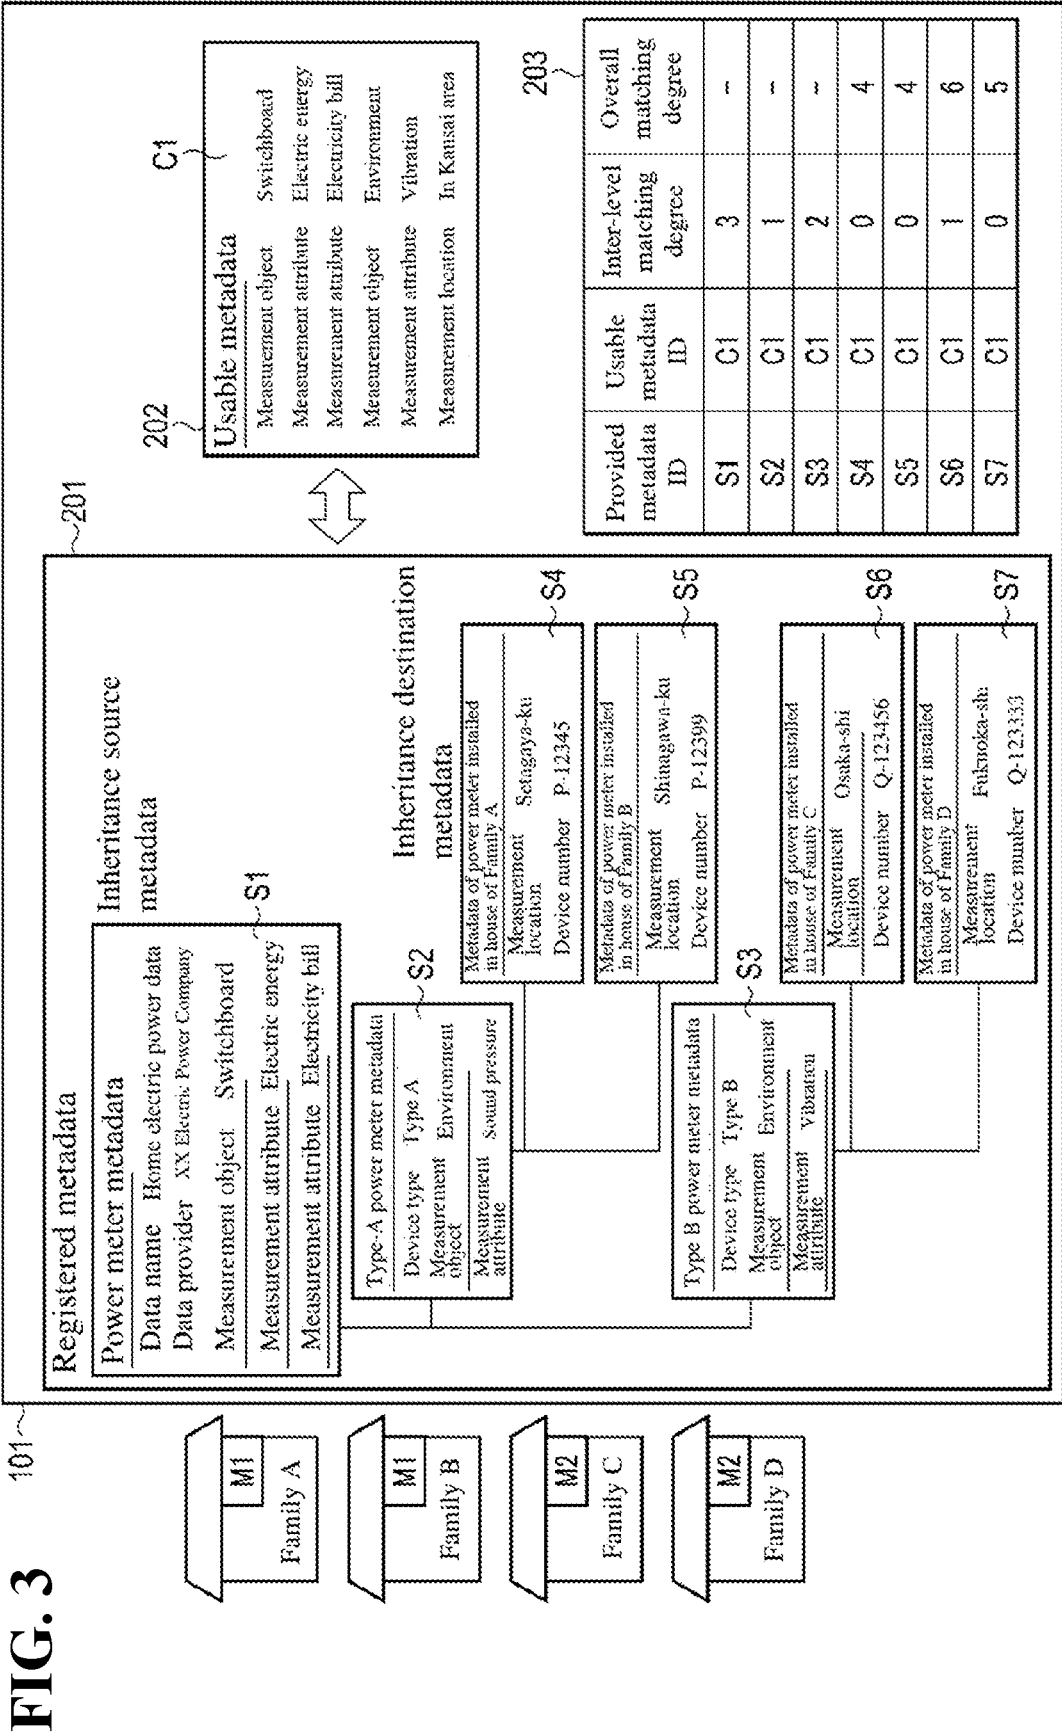 FIG. 3
101
M1
Family A
M1
Family B
M2
Family C
M2
Family D
201
Registered metadata
Power meter metadata
Data name Home electric power data
Data provider XX Electric Power Company
Measurement object Switchboard
Measurement attribute Electric energy
Measurement attribute Electricity bill
S1
Inheritance source
metadata
Type-A power meter metadata
Device type Type A
Measurement
object Environment
Measurement
attribute Sound pressure
S2
Type B power meter metadata
Device type Type B
Measurement
object Environment
Measurement
attribute Vibration
S3
Inheritance destination
metadata
Metadata of power meter installed
in house of Family A
Measurement
location Setagaya-ku
Device number P-12345
S4
Metadata of power meter installed
in house of Family B
Measurement
location Shinagawa-ku
Device number P-12399
S5
Metadata of power meter installed
in house of Family C
Measurement
location Osaka-shi
Device number Q-123456
S6
Metadata of power meter installed
in house of Family D
Measurement
location Fukuoka-shi
Device number Q-123333
S7
202
C1
Usable metadata
Measurement object Switchboard
Measurement attribute Electric energy
Measurement attribute Electricity bill
Measurement object Environment
Measurement attribute Vibration
Measurement location In Kansai area
203
Provided metadata ID Usable metadata ID Inter-level matching degree Overall matching degree
S1 C1 3 –
S2 C1 1 –
S3 C1 2 –
S4 C1 0 4
S5 C1 0 4
S6 C1 1 6
S7 C1 0 5